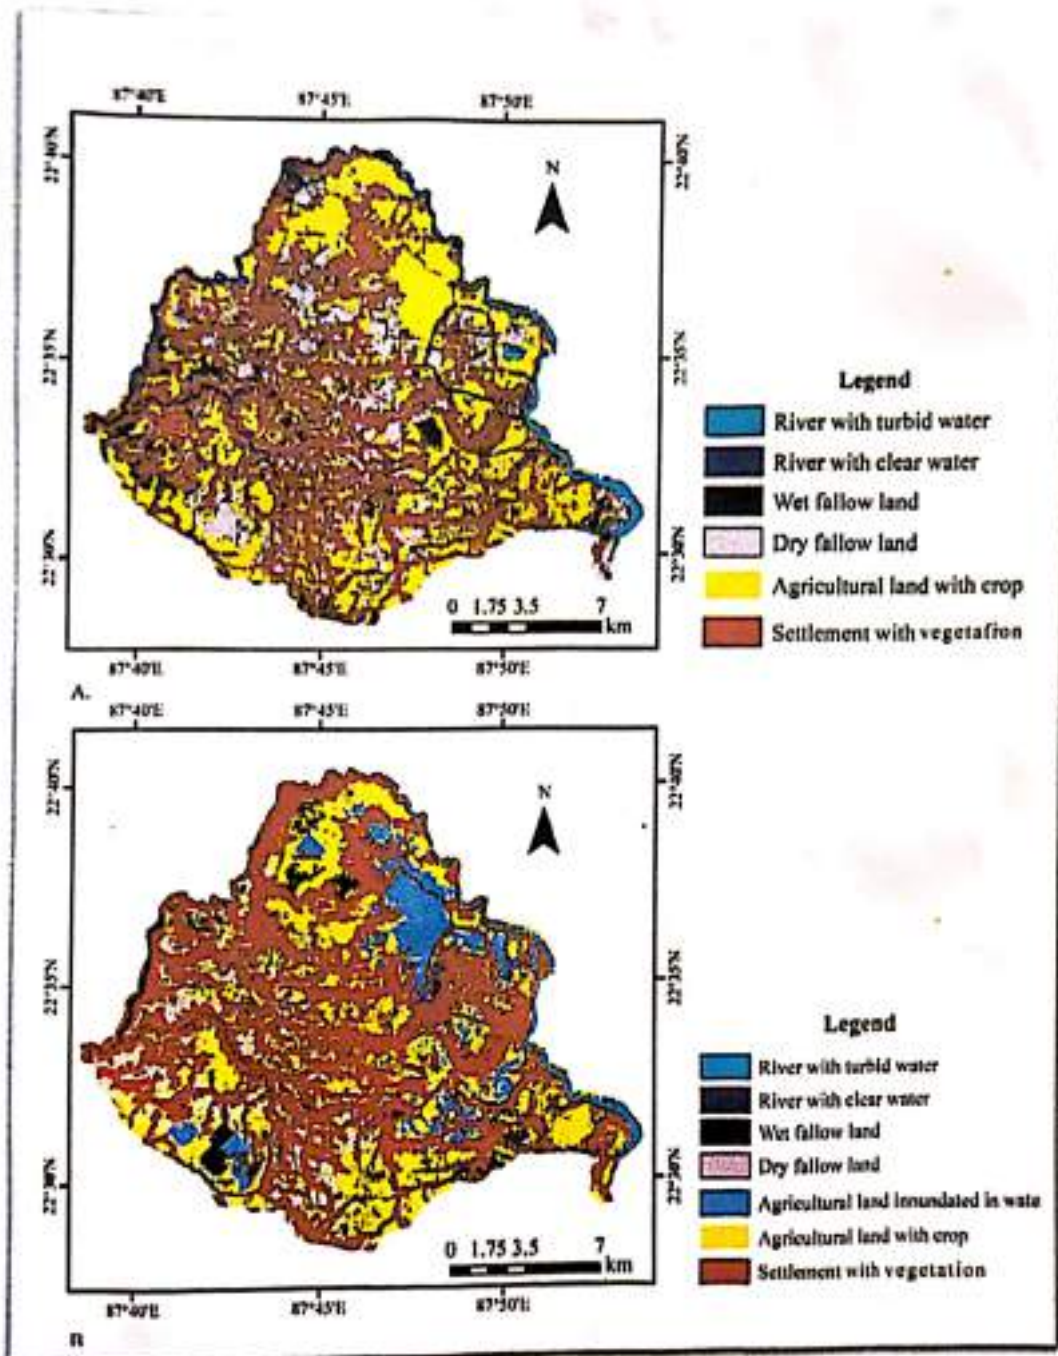 87°40'E 87°45'E 87°50'E
22°40'N 22°40'N
N
22°35'N 22°35'N
Legend
River with turbid water
River with clear water
Wet fallow land
Dry fallow land
22°30'N 22°30'N
Agricultural land with crop
0 1.75 3.5 7
km
Settlement with vegetation
87°40'E 87°45'E 87°50'E
A.
87°40'E 87°45'E 87°50'E
22°40'N 22°40'N
N
22°35'N 22°35'N
Legend
River with turbid water
River with clear water
Wet fallow land
Dry fallow land
22°30'N 22°30'N
Agricultural land innundated in wate
Agricultural land with crop
0 1.75 3.5 7
km
Settlement with vegetation
87°40'E 87°45'E 87°50'E
B